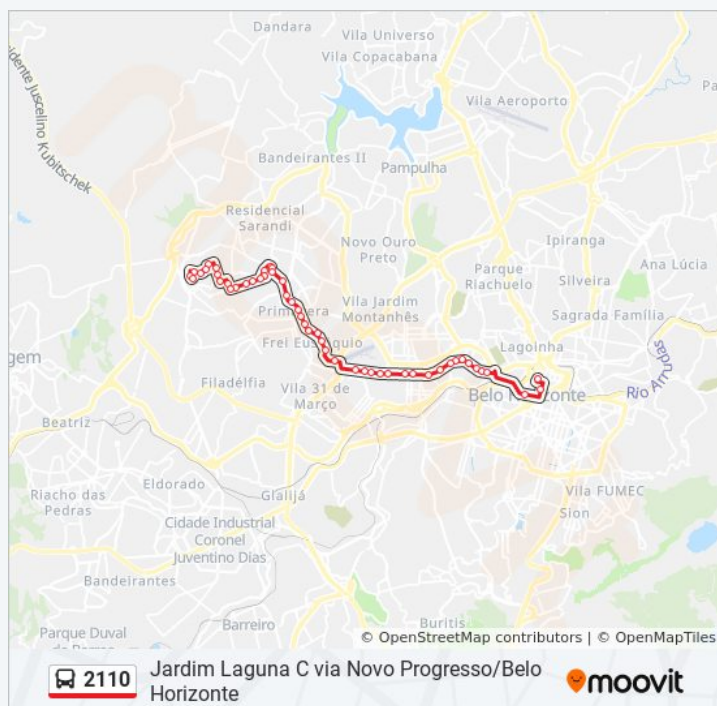 Dandara
Vila Universo
Vila Copacabana
idente Juscelino Kubitschek
Vila Aeroporto
Bandeirantes II
Pampulha
Residencial
Sarandi
Novo Ouro
Preto
Ipiranga
Ana Lúcia
Parque
Riachuelo
Silveira
Vila Jardim
Montanhês
Sagrada Família
Frei Eus
quio
Lagoinha
Rio Arrudas
gem
Filadélfia
Vila 31 de
Março
Belo H
rizonte
Beatriz
Eldorado
Riacho das
Pedras
Glalijá
Vila FUMEC
Sion
Cidade Industrial
Coronel
Juventino Dias
Bandeirantes
Buritis
Barreiro
Parque Duval
© OpenStreetMap contributors | © OpenMapTiles
2110
Jardim Laguna C via Novo Progresso/Belo
Horizonte
moovit